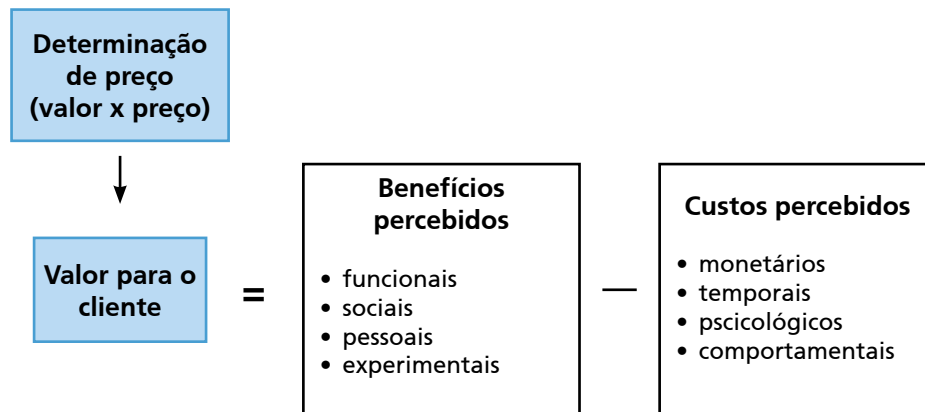 Determinação
de preço
(valor x preço)
Valor para o
cliente
=
Benefícios
percebidos
• funcionais
• sociais
• pessoais
• experimentais
—
Custos percebidos
• monetários
• temporais
• pscicológicos
• comportamentais